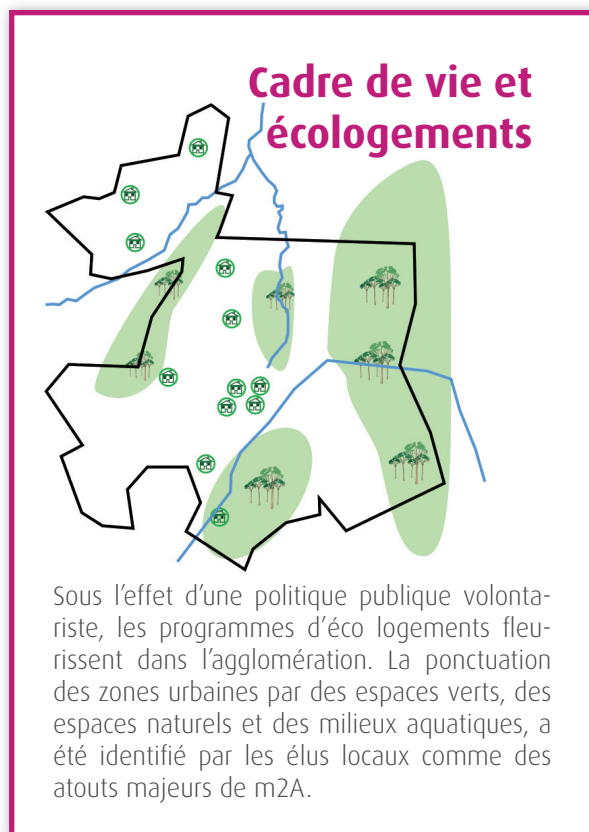 Cadre de vie et
écologements
Sous l’effet d’une politique publique volonta-
riste, les programmes d’éco logements fleu-
rissent dans l’agglomération. La ponctuation
des zones urbaines par des espaces verts, des
espaces naturels et des milieux aquatiques, a
été identifié par les élus locaux comme des
atouts majeurs de m2A.